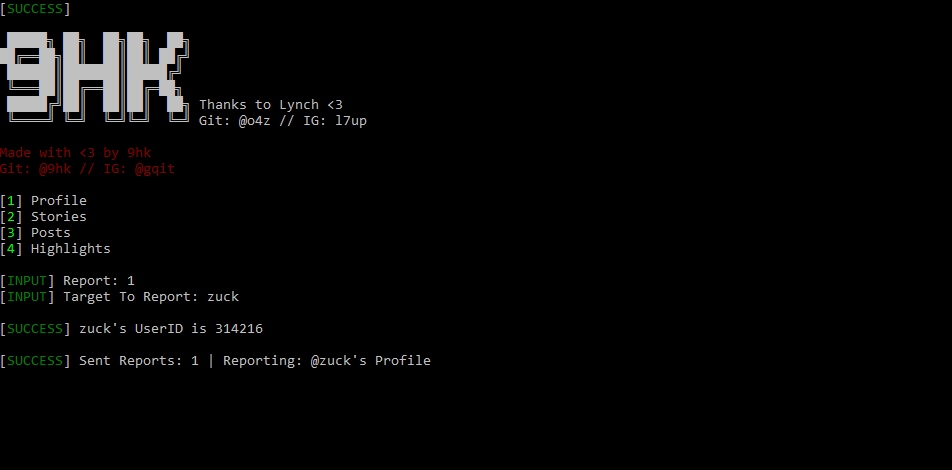 [SUCCESS]
9HK
Thanks to Lynch <3
Git: @o4z // IG: l7up
Made with <3 by 9hk
Git: @9hk // IG: @gqit
[1] Profile
[2] Stories
[3] Posts
[4] Highlights
[INPUT] Report: 1
[INPUT] Target To Report: zuck
[SUCCESS] zuck's UserID is 314216
[SUCCESS] Sent Reports: 1 | Reporting: @zuck's Profile